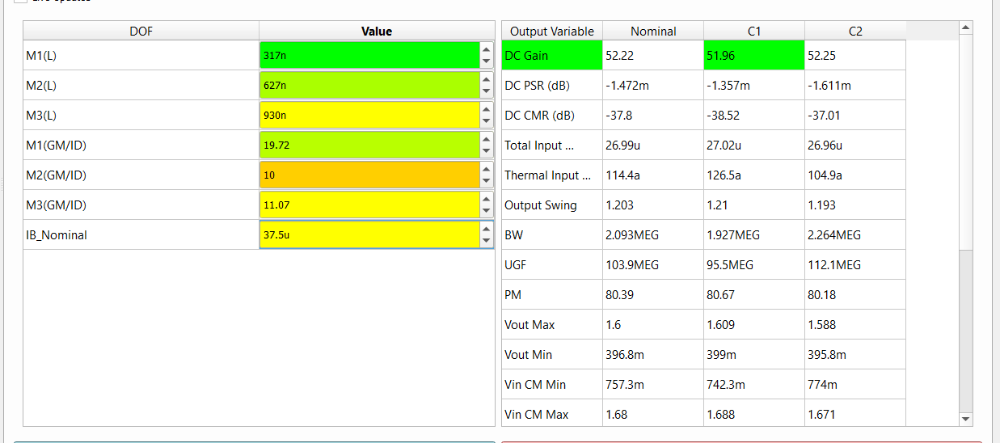 Live Updates
DOF Value
M1(L) 317n
M2(L) 627n
M3(L) 930n
M1(GM/ID) 19.72
M2(GM/ID) 10
M3(GM/ID) 11.07
IB_Nominal 37.5u
Output Variable Nominal C1 C2
DC Gain 52.22 51.96 52.25
DC PSR (dB) -1.472m -1.357m -1.611m
DC CMR (dB) -37.8 -38.52 -37.01
Total Input ... 26.99u 27.02u 26.96u
Thermal Input ... 114.4a 126.5a 104.9a
Output Swing 1.203 1.21 1.193
BW 2.093MEG 1.927MEG 2.264MEG
UGF 103.9MEG 95.5MEG 112.1MEG
PM 80.39 80.67 80.18
Vout Max 1.6 1.609 1.588
Vout Min 396.8m 399m 395.8m
Vin CM Min 757.3m 742.3m 774m
Vin CM Max 1.68 1.688 1.671